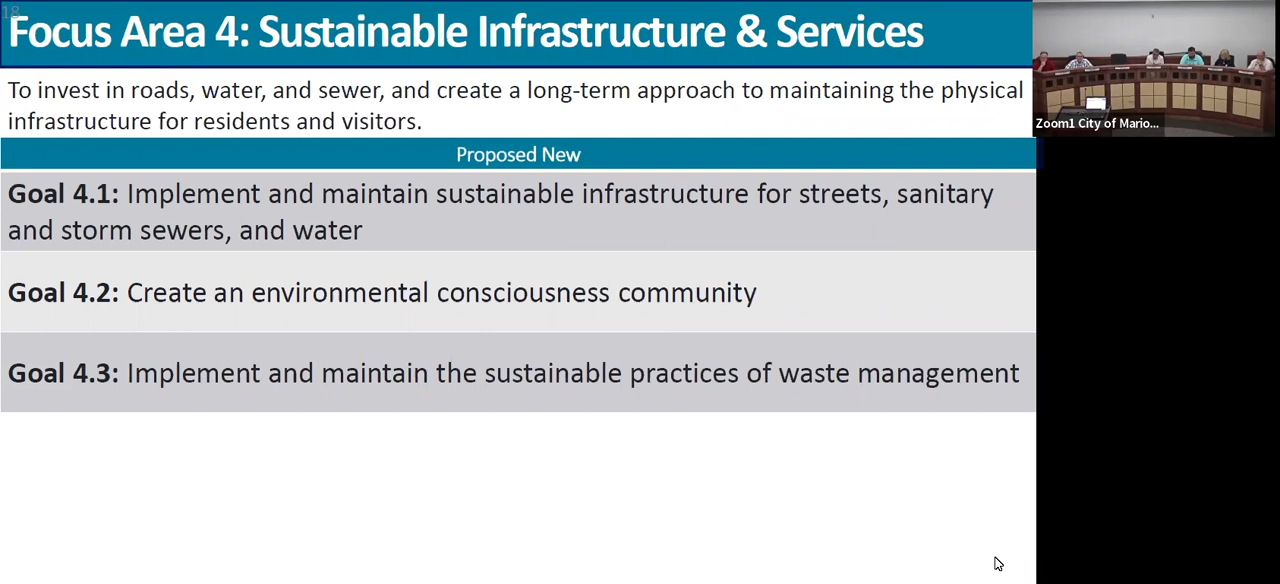 18
Focus Area 4: Sustainable Infrastructure & Services
To invest in roads, water, and sewer, and create a long-term approach to maintaining the physical
infrastructure for residents and visitors.
Proposed New
Goal 4.1: Implement and maintain sustainable infrastructure for streets, sanitary
and storm sewers, and water
Goal 4.2: Create an environmental consciousness community
Goal 4.3: Implement and maintain the sustainable practices of waste management
Zoom1 City of Mario...